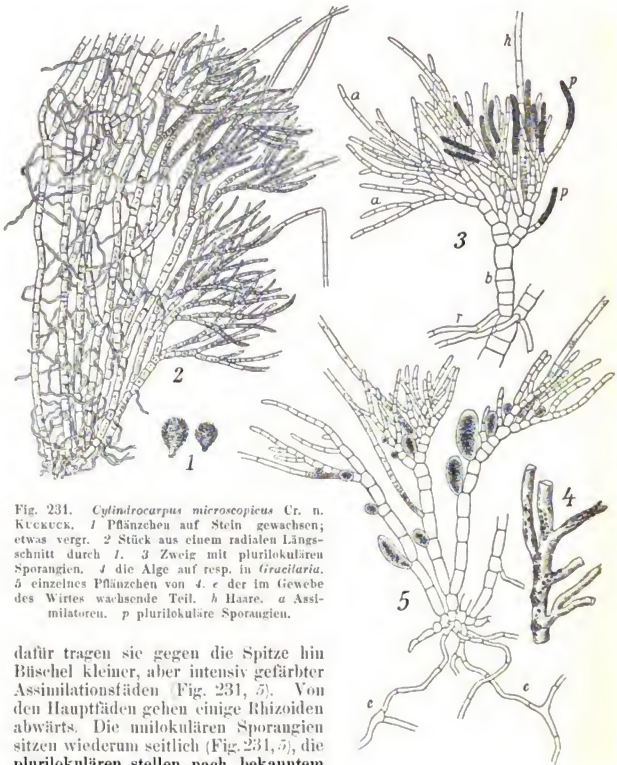 h
p
a
a
p
3
b
r
2
1
4
5
e
e
Fig. 231. Cylindrocarpus microscopicus Cr. n.
KUCKUCK. 1 Pflänzchen auf Stein gewachsen;
etwas vergr. 2 Stück aus einem radialen Längs-
schnitt durch 1. 3 Zweig mit plurilokulären
Sporangien. 4 die Alge auf resp. in Gracilaria.
5 einzelnes Pflänzchen von 4. e der im Gewebe
des Wirtes wachsende Teil. h Haare. a Assi-
milatoren. p plurilokuläre Sporangien.
dafür tragen sie gegen die Spitze hin
Büschel kleiner, aber intensiv gefärbter
Assimilationsfäden (Fig. 231, 5). Von
den Hauptfäden gehen einige Rhizoiden
abwärts. Die unilokulären Sporangien
sitzen wiederum seitlich (Fig. 231, 5), die
plurilokulären stellen nach bekanntem